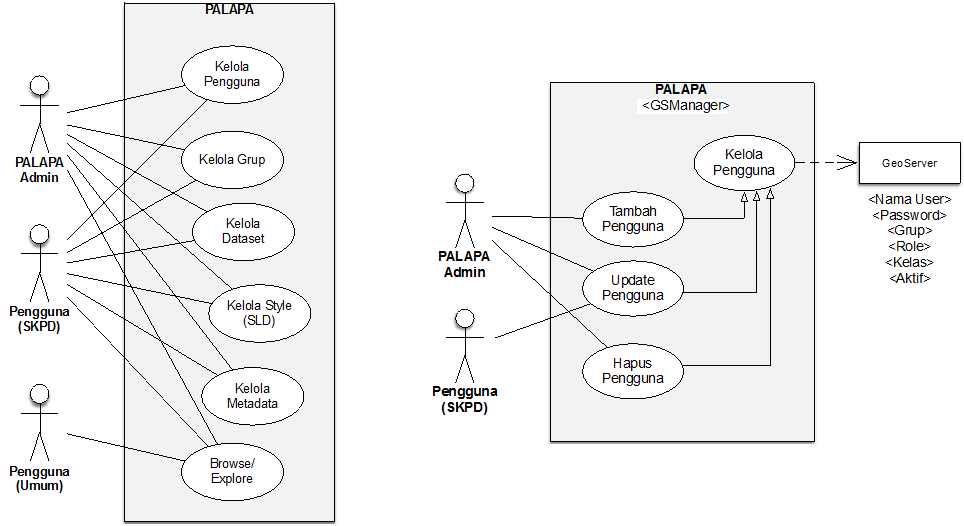 PALAPA
Kelola
Pengguna
PALAPA
Admin
Kelola Grup
Kelola
Dataset
Pengguna
(SKPD)
Kelola Style
(SLD)
Kelola
Metadata
Pengguna
(Umum)
Browse/
Explore
PALAPA
<GSManager>
Kelola
Pengguna
GeoServer
<Nama User>
<Password>
<Grup>
<Role>
<Kelas>
<Aktif>
Tambah
Pengguna
PALAPA
Admin
Update
Pengguna
Pengguna
(SKPD)
Hapus
Pengguna